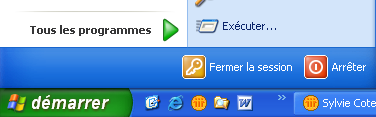 Tous les programmes
Exécuter...
Fermer la session
Arrêter
démarrer
Sylvie Cote